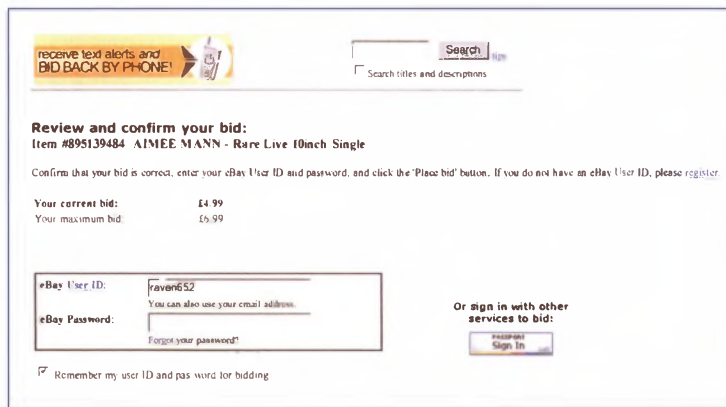 receive text alerts and
BID BACK BY PHONE!
Search tips
Search titles and descriptions
Review and confirm your bid:
Item #895139484 AIMEE MANN - Rare Live 10inch Single
Confirm that your bid is correct, enter your eBay User ID and password, and click the 'Place bid' button. If you do not have an eBay User ID, please register.
Your current bid: £4.99
Your maximum bid: £6.99
eBay User ID: raven652
You can also use your email address.
eBay Password:
Forgot your password?
Or sign in with other
services to bid:
PASSPORT
Sign In
Remember my user ID and pas word for bidding